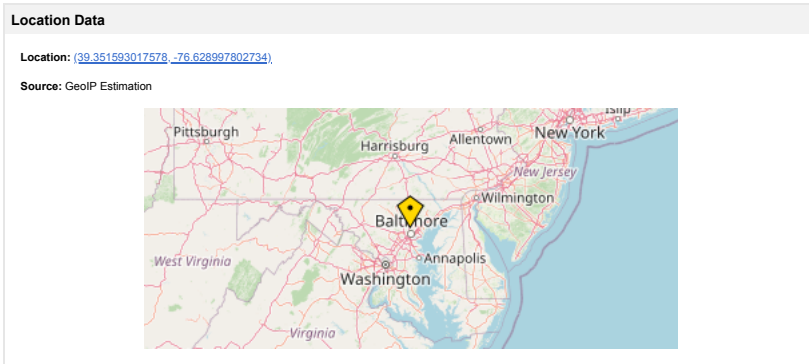 Location Data
Location: (39.351593017578, -76.628997802734)
Source: GeoIP Estimation
Islip
Pittsburgh
New York
Allentown
Harrisburg
New Jersey
Wilmington
Baltimore
West Virginia
Annapolis
Washington
Virginia